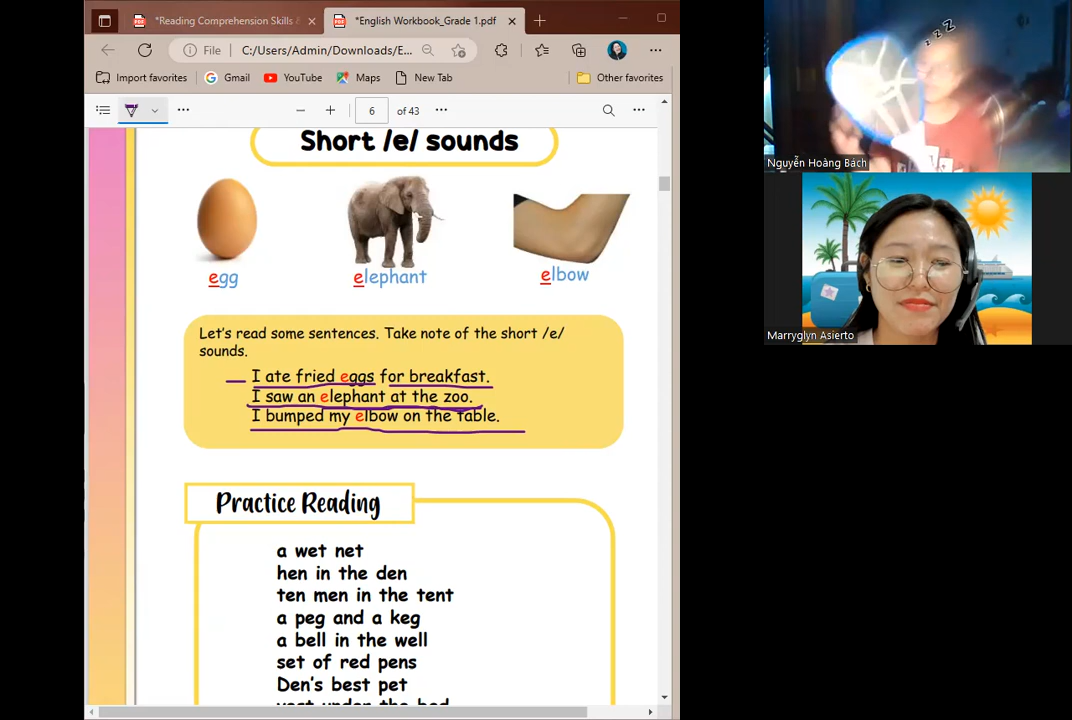 *English Workbook_Grade 1.pdf
*Reading Comprehension Skills &
File C:/Users/Admin/Downloads/E...
Import favorites Gmail YouTube Maps New Tab Other favorites
6 of 43
Short /e/ sounds
egg elephant elbow
Let's read some sentences. Take note of the short /e/
sounds.
I ate fried eggs for breakfast.
I saw an elephant at the zoo.
I bumped my elbow on the table.
Practice Reading
a wet net
hen in the den
ten men in the tent
a peg and a keg
a bell in the well
set of red pens
Den's best pet
z z Z
Nguyễn Hoàng Bách
Marryglyn Asierto